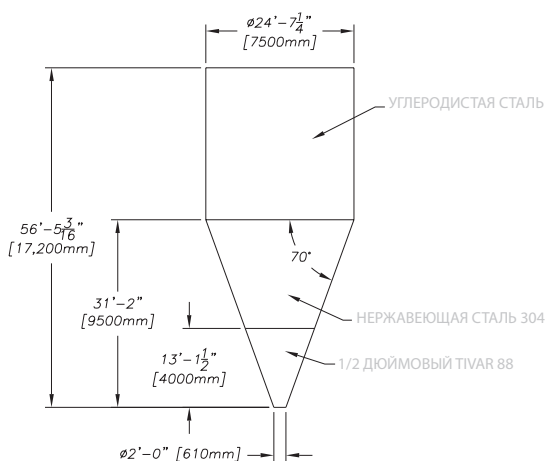 ø24'-7 1/4"
[7500mm]
УГЛЕРОДИСТАЯ СТАЛЬ
56'-5 3/16"
[17,200mm]
70°
31'-2"
[9500mm]
НЕРЖАВЕЮЩАЯ СТАЛЬ 304
13'-1 1/2"
[4000mm]
1/2 ДЮЙМОВЫЙ TIVAR 88
ø2'-0" [610mm]